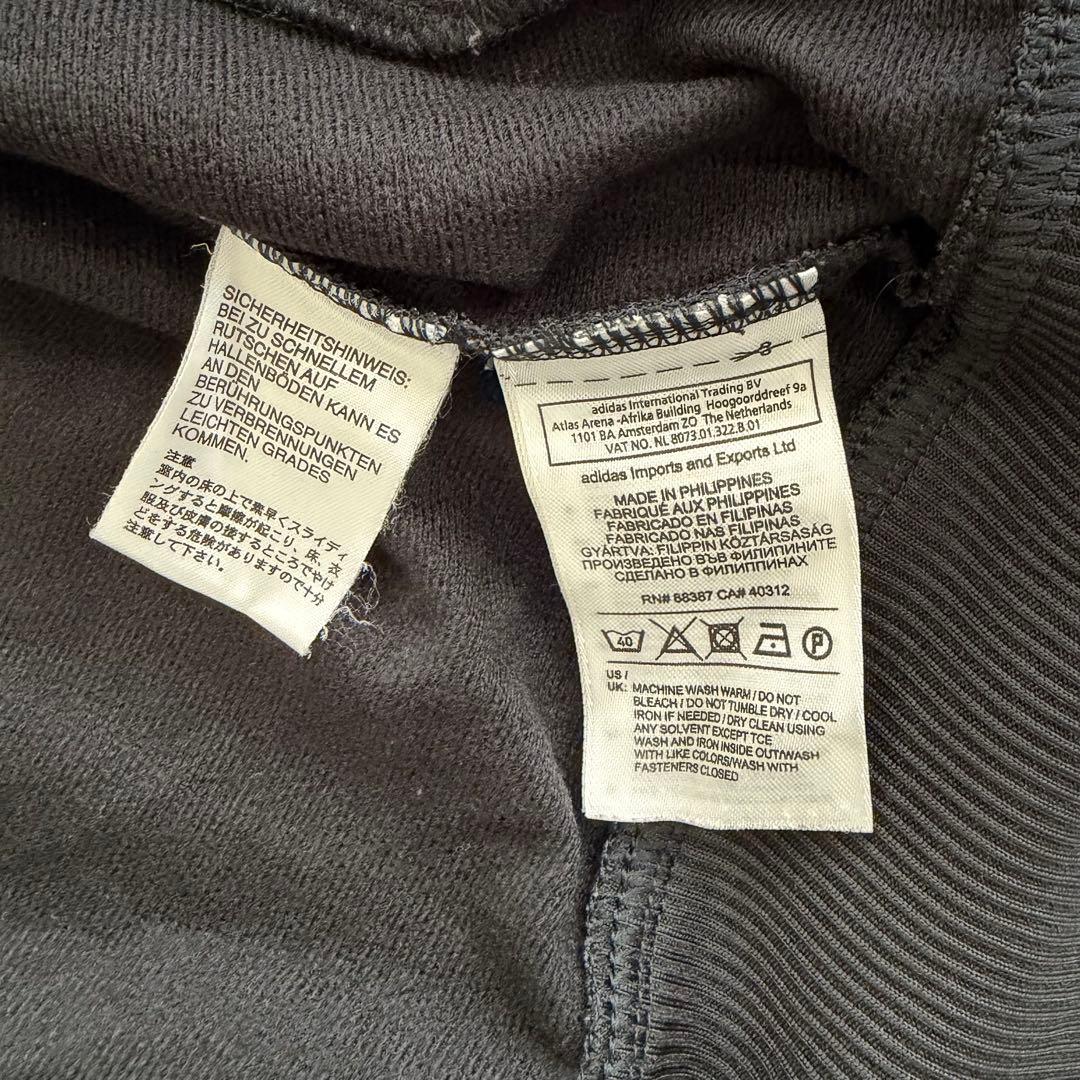 SICHERHEITSHINWEIS:
BEI ZU SCHNELLEM
RUTSCHEN AUF
HALLENBÖDEN KANN ES
AN DEN
BERÜHRUNGSPUNKTEN
ZU VERBRENNUNGEN
LEICHTEN GRADES
KOMMEN.
注意
室内の床の上で素早くスライディ
ングすると摩擦が起こり、床、衣
服及び皮膚の接するところでやけ
どをする危険がありますので十分
注意して下さい。
adidas International Trading BV
Atlas Arena -Afrika Building Hoogoorddreef 9a
1101 BA Amsterdam ZO The Netherlands
VAT NO. NL 8073.01.322.B.01
adidas Imports and Exports Ltd
MADE IN PHILIPPINES
FABRIQUÉ AUX PHILIPPINES
FABRICADO EN FILIPINAS
FABRICADO NAS FILIPINAS
GYÁRTVA: FILIPPIN KÖZTÁRSASÁG
ПРОИЗВЕДЕНО ВЪВ ФИЛИПИНИТЕ
СДЕЛАНО В ФИЛИППИНАХ
RN# 88387 CA# 40312
40 P
US /
UK: MACHINE WASH WARM / DO NOT
BLEACH / DO NOT TUMBLE DRY / COOL
IRON IF NEEDED / DRY CLEAN USING
ANY SOLVENT EXCEPT TCE
WASH AND IRON INSIDE OUT/WASH
WITH LIKE COLORS/WASH WITH
FASTENERS CLOSED